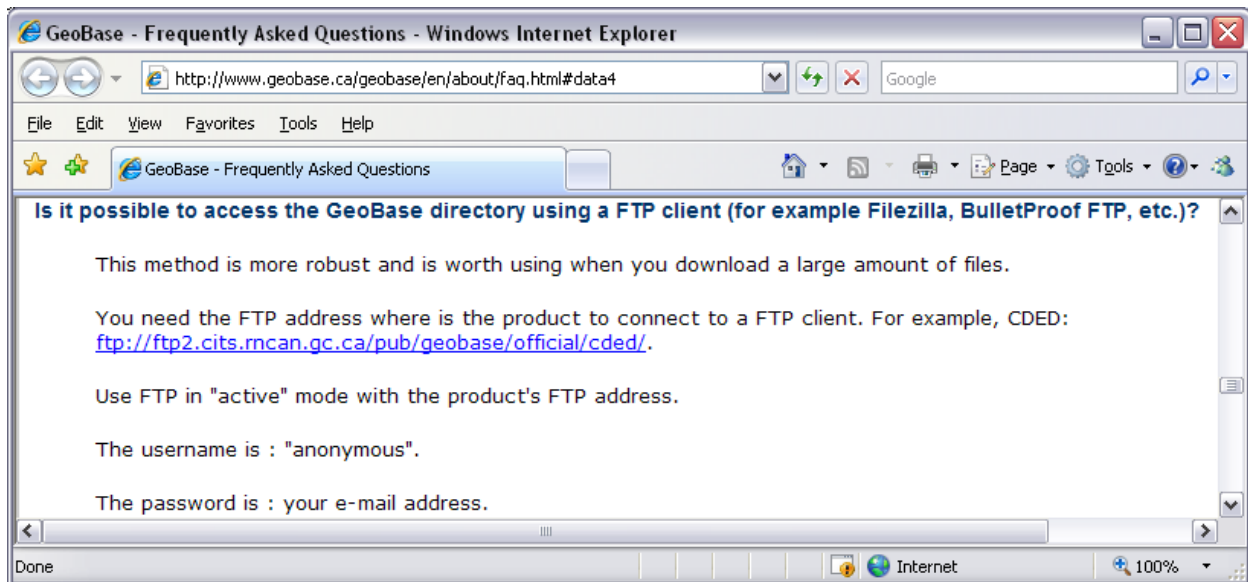 GeoBase - Frequently Asked Questions - Windows Internet Explorer
http://www.geobase.ca/geobase/en/about/faq.html#data4
Google
File Edit View Favorites Tools Help
GeoBase - Frequently Asked Questions
Page Tools
Is it possible to access the GeoBase directory using a FTP client (for example Filezilla, BulletProof FTP, etc.)?
This method is more robust and is worth using when you download a large amount of files.
You need the FTP address where is the product to connect to a FTP client. For example, CDED:
ftp://ftp2.cits.rncan.gc.ca/pub/geobase/official/cded/.
Use FTP in "active" mode with the product's FTP address.
The username is : "anonymous".
The password is : your e-mail address.
Done
Internet
100%